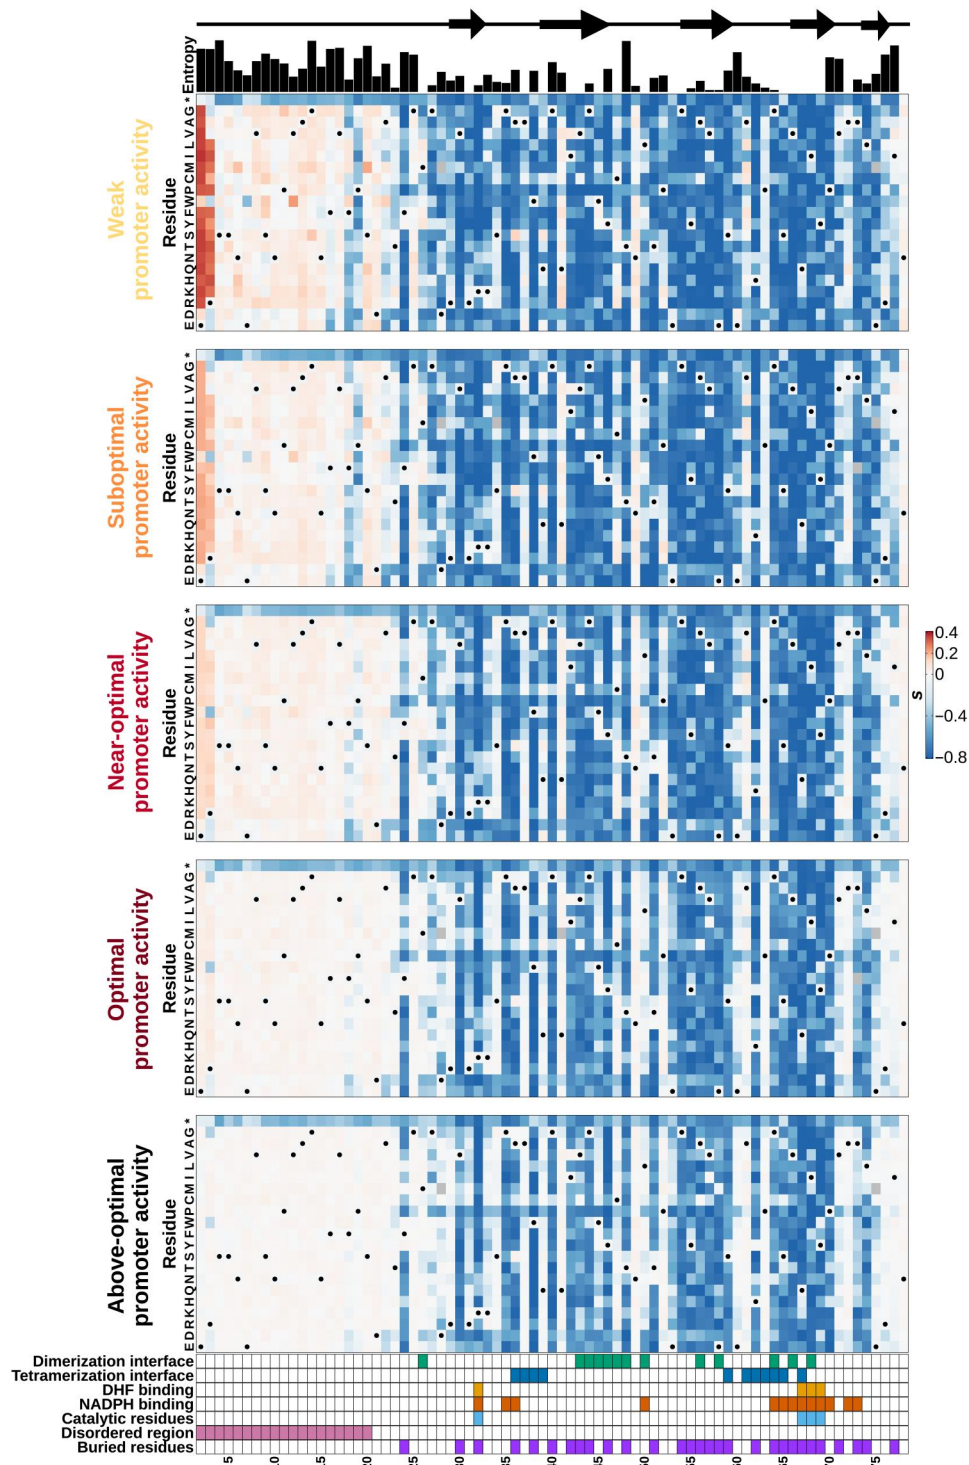 Entropy
Weak
promoter activity
Residue
E D R K H Q N T S Y F W P C M I L V A G *
Suboptimal
promoter activity
Residue
E D R K H Q N T S Y F W P C M I L V A G *
Near-optimal
promoter activity
Residue
E D R K H Q N T S Y F W P C M I L V A G *
Optimal
promoter activity
Residue
E D R K H Q N T S Y F W P C M I L V A G *
Above-optimal
promoter activity
Residue
E D R K H Q N T S Y F W P C M I L V A G *
s
0.4
0.2
0
−0.4
−0.8
Dimerization interface
Tetramerization interface
DHF binding
NADPH binding
Catalytic residues
Disordered region
Buried residues